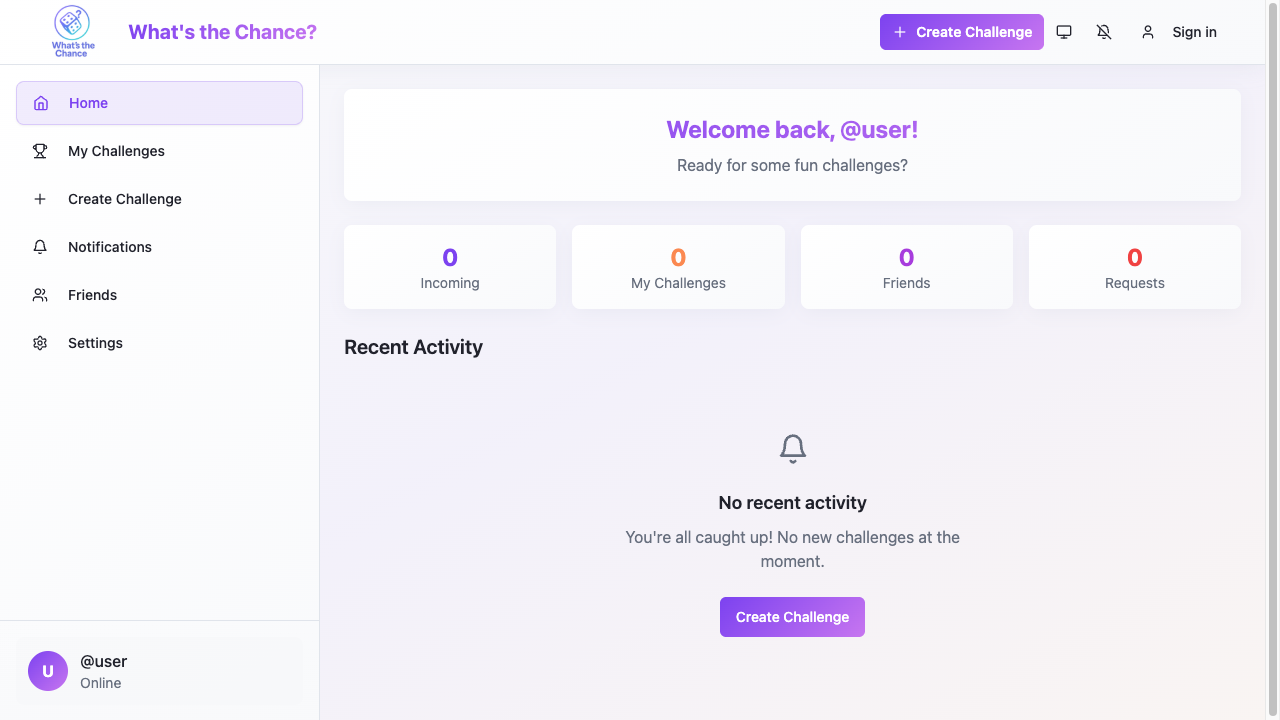 What's the
Chance
What's the Chance?
Create Challenge
Sign in
Home
My Challenges
Create Challenge
Notifications
Friends
Settings
U
@user
Online
Welcome back, @user!
Ready for some fun challenges?
0
Incoming
0
My Challenges
0
Friends
0
Requests
Recent Activity
No recent activity
You're all caught up! No new challenges at the
moment.
Create Challenge